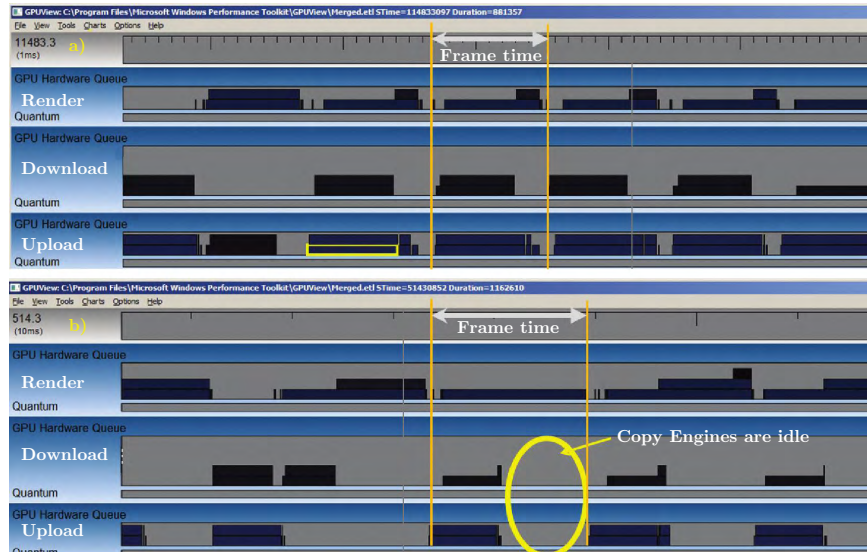 GPUView: C:\Program Files\Microsoft Windows Performance Toolkit\GPUView\Merged.etl STime=114833097 Duration=881357
File View Tools Charts Options Help
11483.3
(1ms)
a)
Frame time
GPU Hardware Queue
Render
Quantum
GPU Hardware Queue
Download
Quantum
GPU Hardware Queue
Upload
Quantum
GPUView: C:\Program Files\Microsoft Windows Performance Toolkit\GPUView\Merged.etl STime=51430852 Duration=1162610
File View Tools Charts Options Help
514.3
(10ms)
b)
Frame time
GPU Hardware Queue
Render
Quantum
GPU Hardware Queue
Copy Engines are idle
Download
Quantum
GPU Hardware Queue
Upload
Quantum